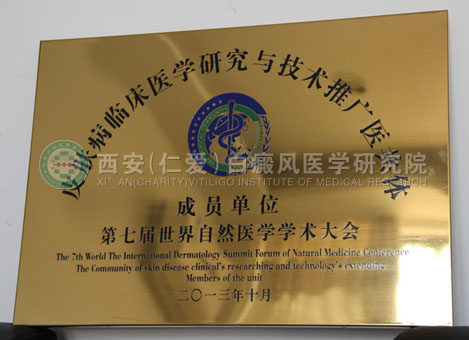 皮肤病临床医学研究与技术推广医体
西安(仁爱)白癜风医学研究院
XI' AN(CHARITY)VITILIGO INSTITUTE OF MEDICAL RESEARCH
成员单位
第七届世界自然医学学术大会
The 7th World The International Dermatology Summit Forum of Natural Medicine Conference
The Community of skin disease clinical's researching and technology's extending
Members of the unit
二〇一三年十月